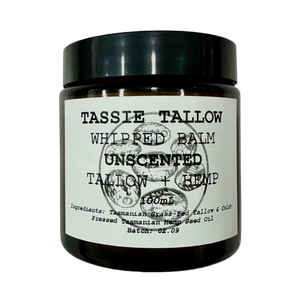 TASSIE TALLOW
WHIPPED BALM
UNSCENTED
TALLOW + HEMP
100mL
Ingredients: Tasmanian Grass-Fed Tallow & Cold-
Pressed Tasmanian Hemp Seed Oil
Batch: 02.09